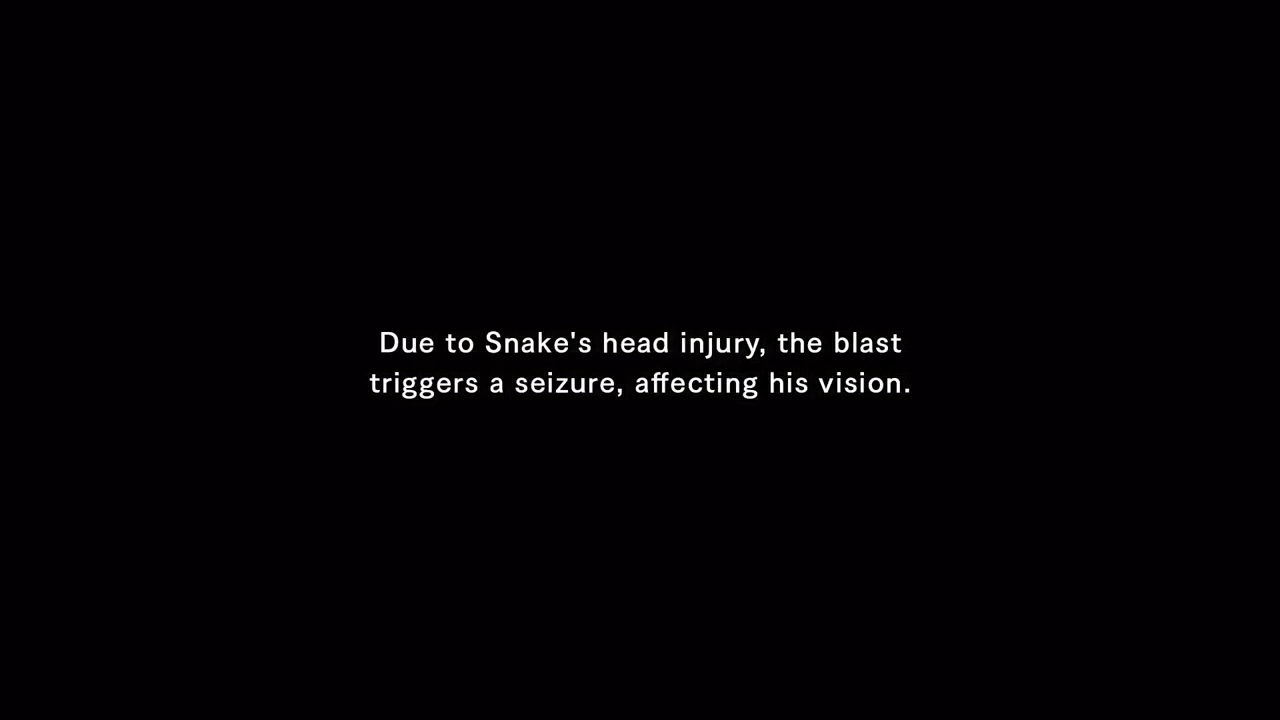 Due to Snake's head injury, the blast
triggers a seizure, affecting his vision.